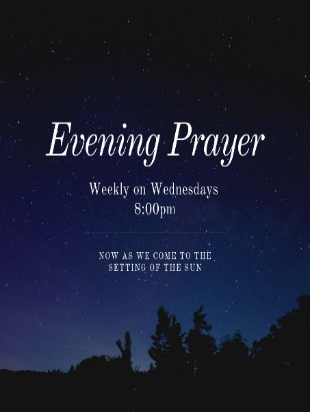 Evening Prayer
Weekly on Wednesdays
8:00pm
NOW AS WE COME TO THE
SETTING OF THE SUN